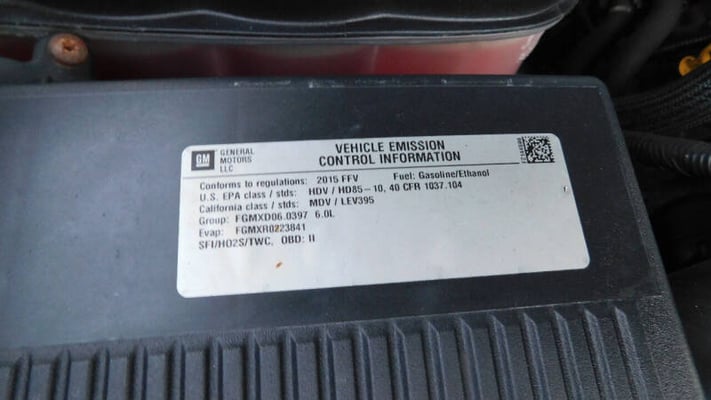 GM
GENERAL
MOTORS
LLC
VEHICLE EMISSION
CONTROL INFORMATION
Conforms to regulations: 2015 FFV Fuel: Gasoline/Ethanol
U.S. EPA class / stds: HDV / HD85-10, 40 CFR 1037.104
California class / stds: MDV / LEV395
Group: FGMXD06.0397 6.0L
Evap: FGMXR0223841
SFI/HO2S/TWC, OBD: II